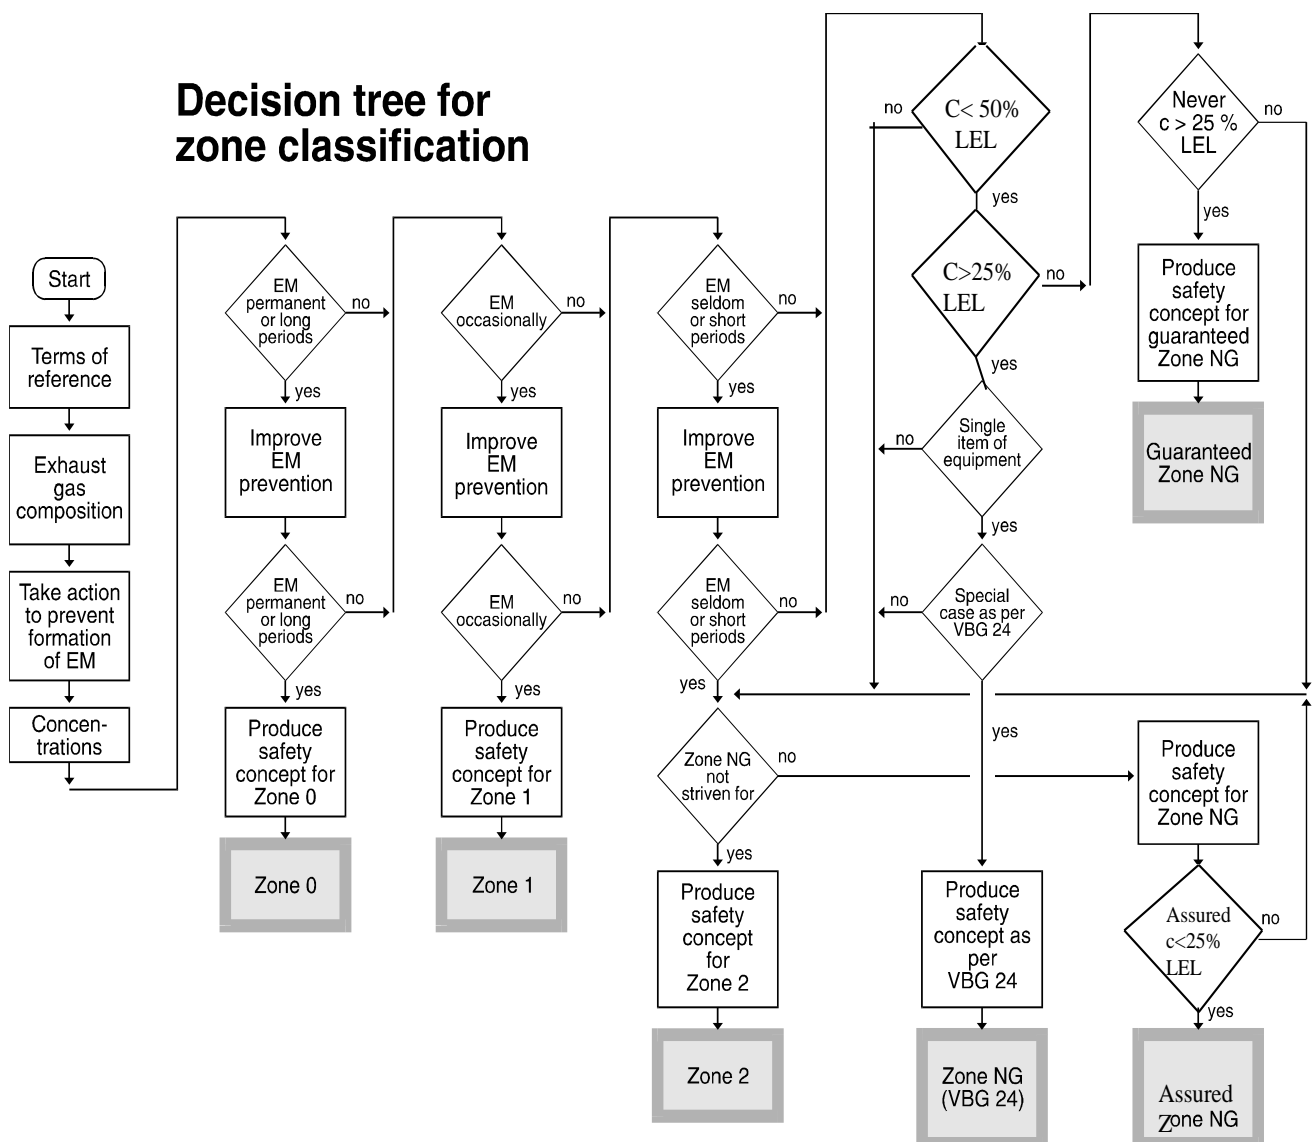 Decision tree for
zone classification
Start
Terms of
reference
Exhaust
gas
composition
Take action
to prevent
formation
of EM
Concen-
trations
EM
permanent
or long
periods
no
yes
Improve
EM
prevention
EM
permanent
or long
periods
no
yes
Produce
safety
concept for
Zone 0
Zone 0
EM
occasionally
no
yes
Improve
EM
prevention
EM
occasionally
no
yes
Produce
safety
concept for
Zone 1
Zone 1
EM
seldom
or short
periods
no
yes
Improve
EM
prevention
EM
seldom
or short
periods
no
yes
Zone NG
not
striven for
no
yes
Produce
safety
concept
for
Zone 2
Zone 2
C< 50%
LEL
no
yes
C>25%
LEL
no
yes
Single
item of
equipment
no
yes
Special
case as per
VBG 24
no
yes
Produce
safety
concept as
per
VBG 24
Zone NG
(VBG 24)
Never
c > 25 %
LEL
no
yes
Produce
safety
concept for
guaranteed
Zone NG
Guaranteed
Zone NG
Produce
safety
concept for
Zone NG
Assured
c<25%
LEL
no
yes
Assured
Zone NG